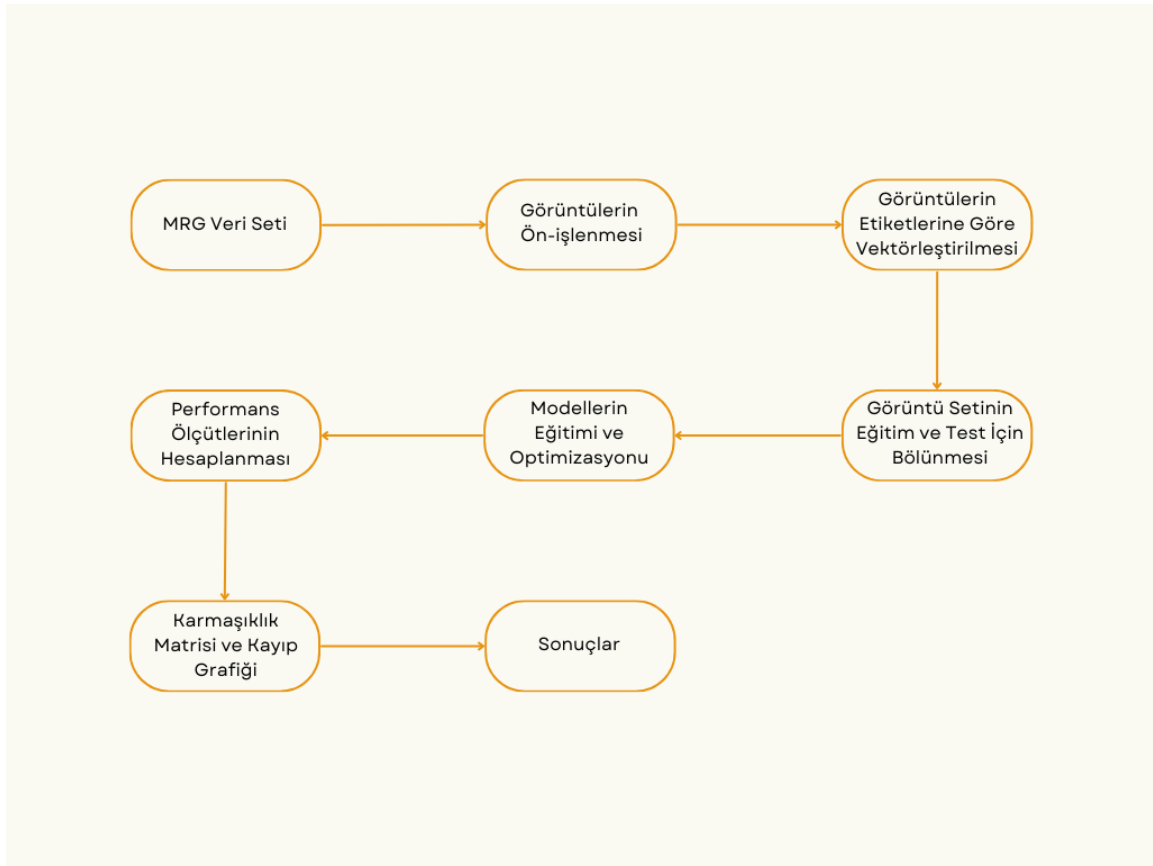 MRG Veri Seti
Görüntülerin
Ön-işlenmesi
Görüntülerin
Etiketlerine Göre
Vektörleştirilmesi
Görüntü Setinin
Eğitim ve Test İçin
Bölünmesi
Modellerin
Eğitimi ve
Optimizasyonu
Performans
Ölçütlerinin
Hesaplanması
Karmaşıklık
Matrisi ve Kayıp
Grafiği
Sonuçlar